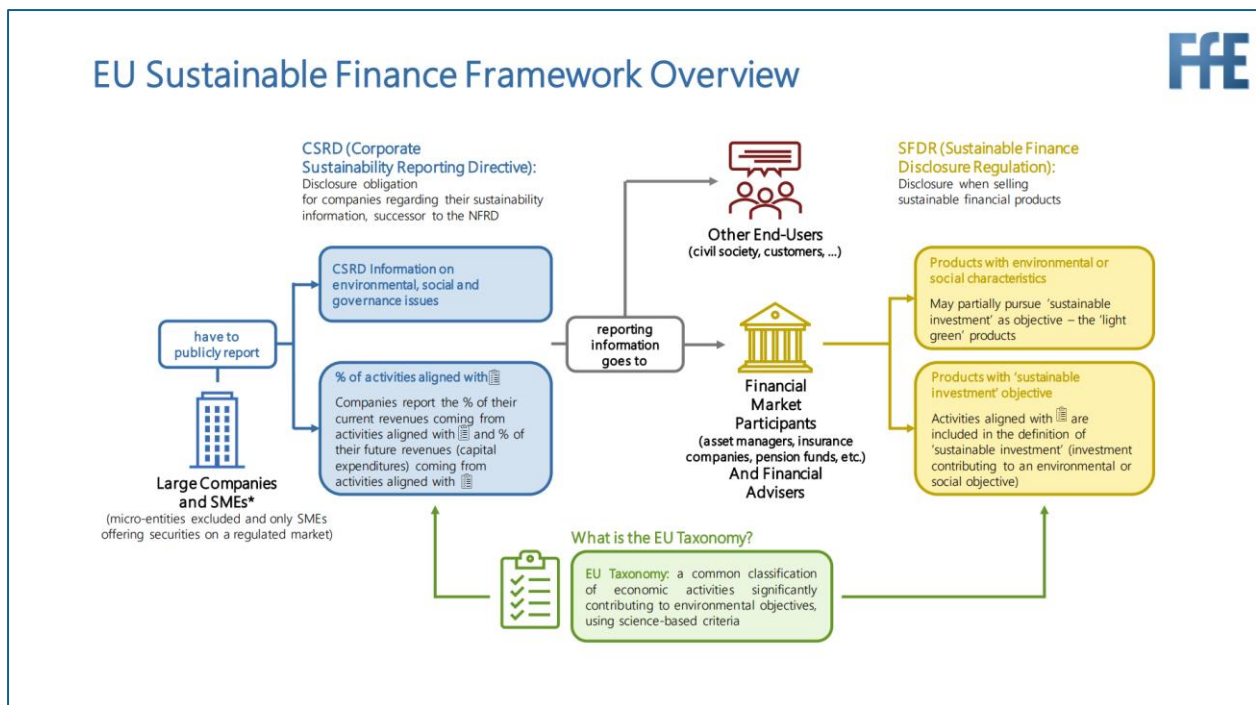 EU Sustainable Finance Framework Overview
FfE
CSRD (Corporate
Sustainability Reporting Directive):
Disclosure obligation
for companies regarding their sustainability
information, successor to the NFRD
SFDR (Sustainable Finance
Disclosure Regulation):
Disclosure when selling
sustainable financial products
Other End-Users
(civil society, customers, ...)
CSRD Information on
environmental, social and
governance issues
Products with environmental or
social characteristics
May partially pursue ‘sustainable
investment’ as objective – the ‘light
green’ products
have to
publicly report
reporting
information
goes to
% of activities aligned with
Companies report the % of their
current revenues coming from
activities aligned with and % of
their future revenues (capital
expenditures) coming from
activities aligned with
Financial
Market
Participants
(asset managers, insurance
companies, pension funds, etc.)
And Financial
Advisers
Products with ‘sustainable
investment’ objective
Activities aligned with are
included in the definition of
‘sustainable investment’ (investment
contributing to an environmental or
social objective)
Large Companies
and SMEs*
(micro-entities excluded and only SMEs
offering securities on a regulated market)
What is the EU Taxonomy?
EU Taxonomy: a common classification
of economic activities significantly
contributing to environmental objectives,
using science-based criteria